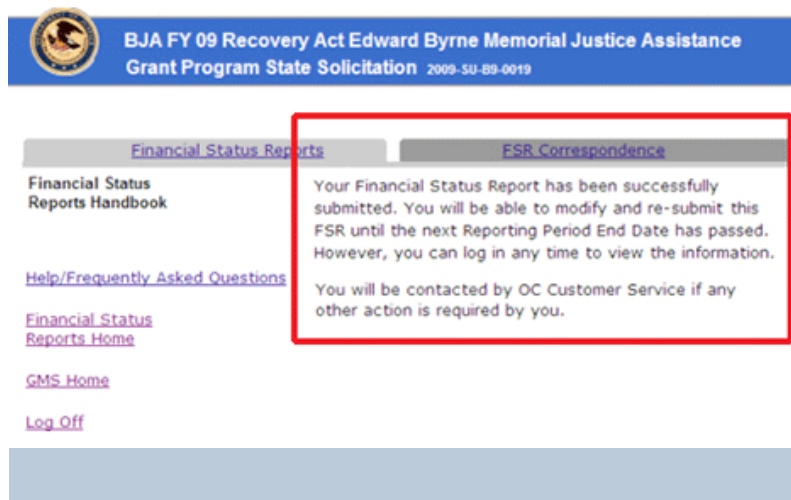 BJA FY 09 Recovery Act Edward Byrne Memorial Justice Assistance
Grant Program State Solicitation 2009-SU-B9-0019
Financial Status Reports
FSR Correspondence
Financial Status
Reports Handbook
Help/Frequently Asked Questions
Financial Status
Reports Home
GMS Home
Log Off
Your Financial Status Report has been successfully
submitted. You will be able to modify and re-submit this
FSR until the next Reporting Period End Date has passed.
However, you can log in any time to view the information.
You will be contacted by OC Customer Service if any
other action is required by you.